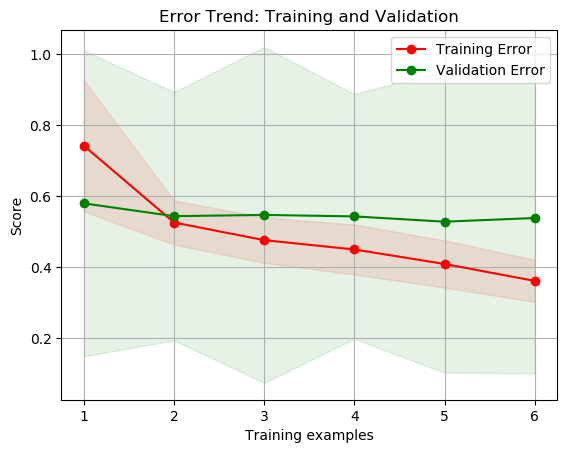 Error Trend: Training and Validation
Training Error
Validation Error
1.0
0.8
0.6
0.4
0.2
Score
1 2 3 4 5 6
Training examples